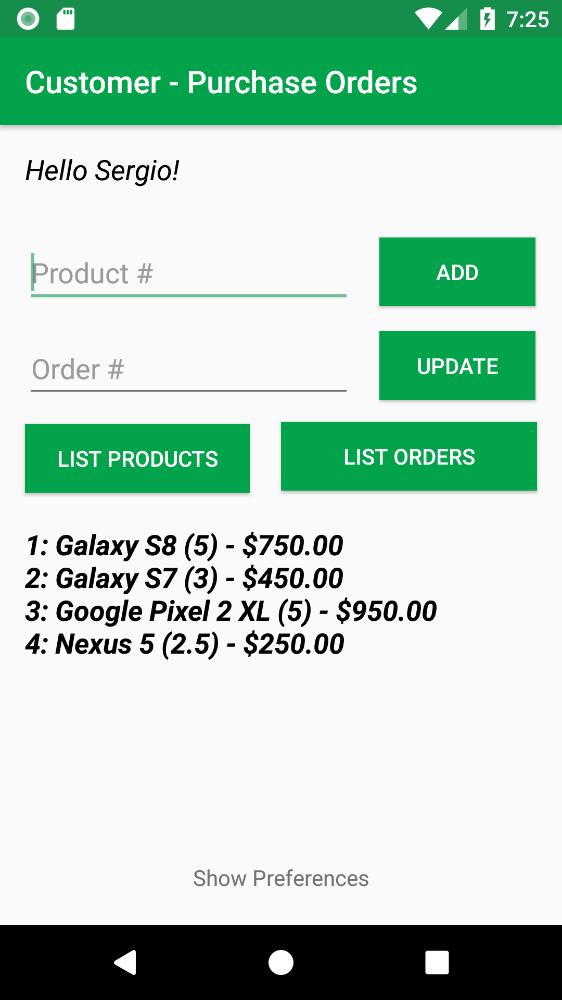 7:25
Customer - Purchase Orders
Hello Sergio!
Product #
ADD
Order #
UPDATE
LIST PRODUCTS
LIST ORDERS
1: Galaxy S8 (5) - $750.00
2: Galaxy S7 (3) - $450.00
3: Google Pixel 2 XL (5) - $950.00
4: Nexus 5 (2.5) - $250.00
Show Preferences